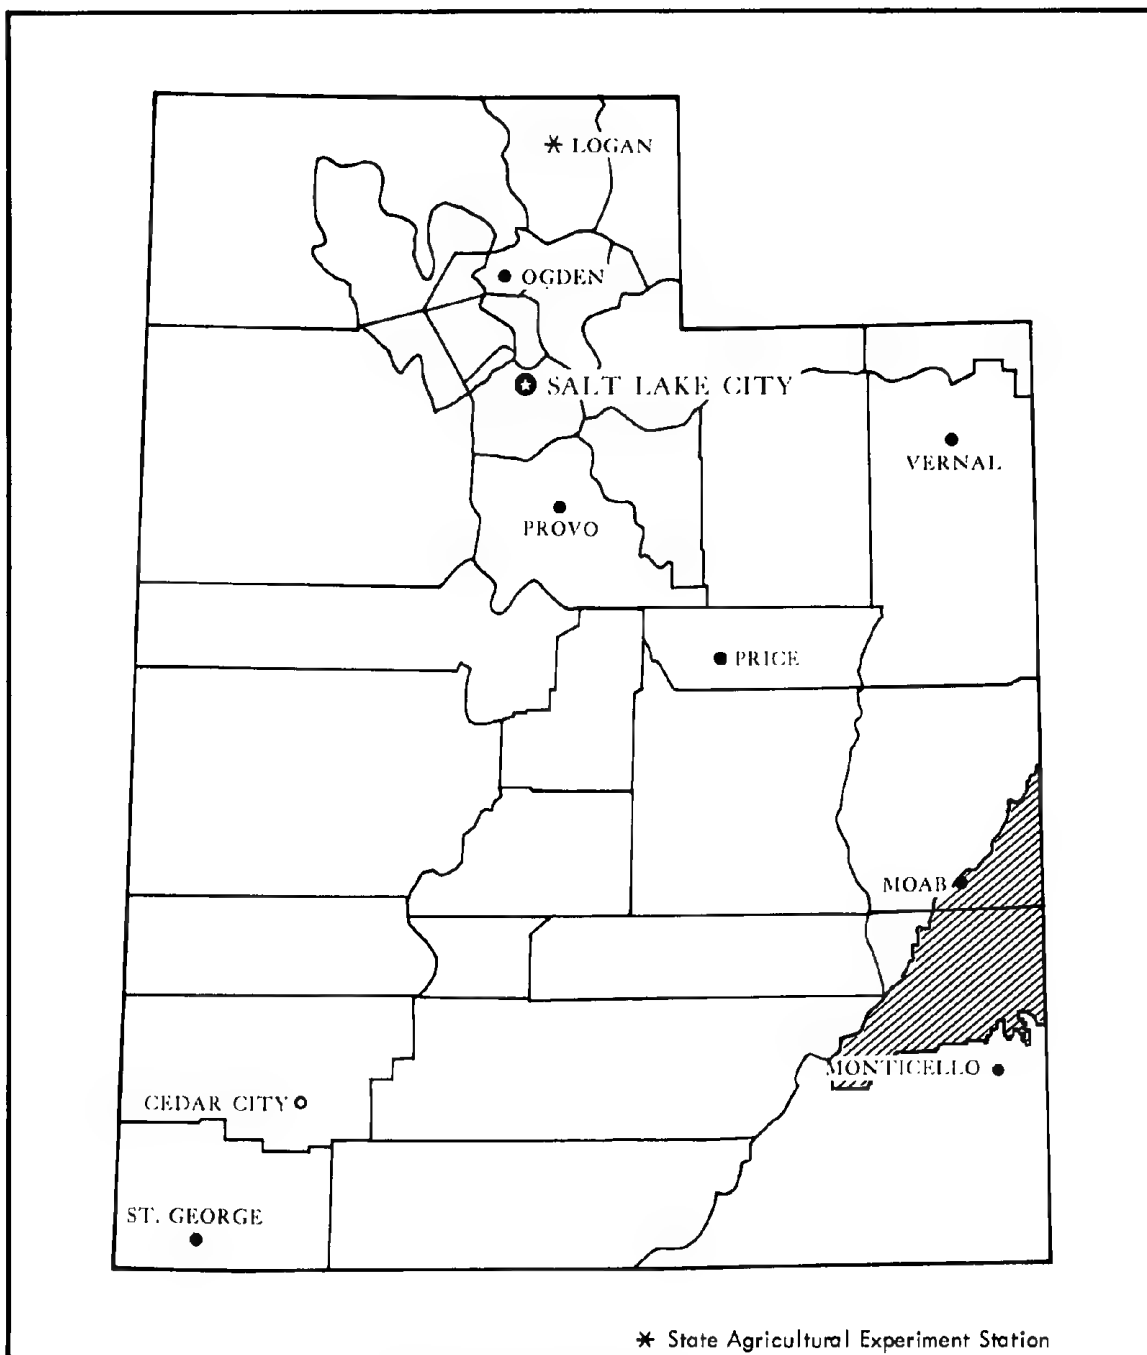 LOGAN
OGDEN
SALT LAKE CITY
VERNAL
PROVO
PRICE
MOAB
MONTICELLO
CEDAR CITY
ST. GEORGE
* State Agricultural Experiment Station